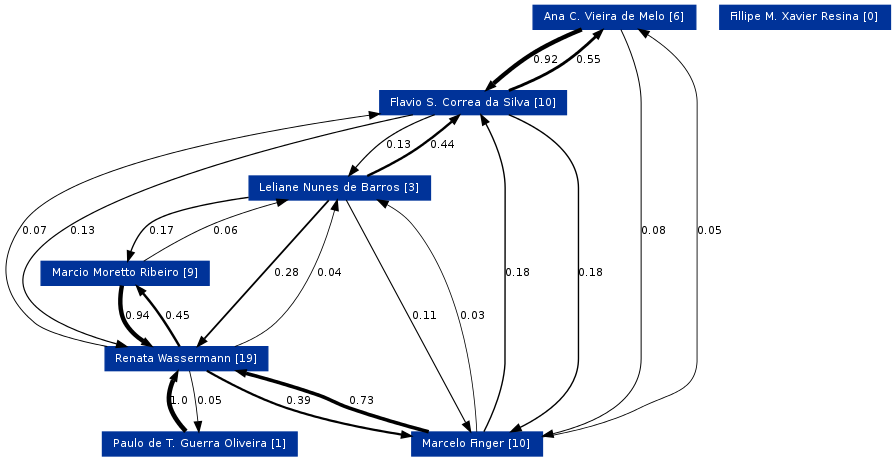 Ana C. Vieira de Melo [6]
Fillipe M. Xavier Resina [0]
0.92
0.55
Flavio S. Correa da Silva [10]
0.13
0.44
Leliane Nunes de Barros [3]
0.07
0.13
0.17
0.06
0.08
0.05
Marcio Moretto Ribeiro [9]
0.28
0.04
0.18
0.18
0.94
0.45
0.11
0.03
Renata Wassermann [19]
1.0
0.05
0.39
0.73
Paulo de T. Guerra Oliveira [1]
Marcelo Finger [10]